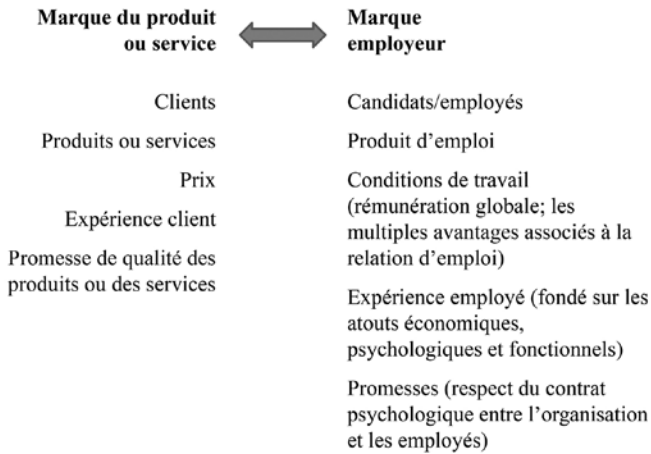 Marque du produit
ou service
Clients
Produits ou services
Prix
Expérience client
Promesse de qualité des
produits ou des services
Marque
employeur
Candidats/employés
Produit d'emploi
Conditions de travail
(rémunération globale; les
multiples avantages associés à la
relation d'emploi)
Expérience employé (fondé sur les
atouts économiques,
psychologiques et fonctionnels)
Promesses (respect du contrat
psychologique entre l'organisation
et les employés)